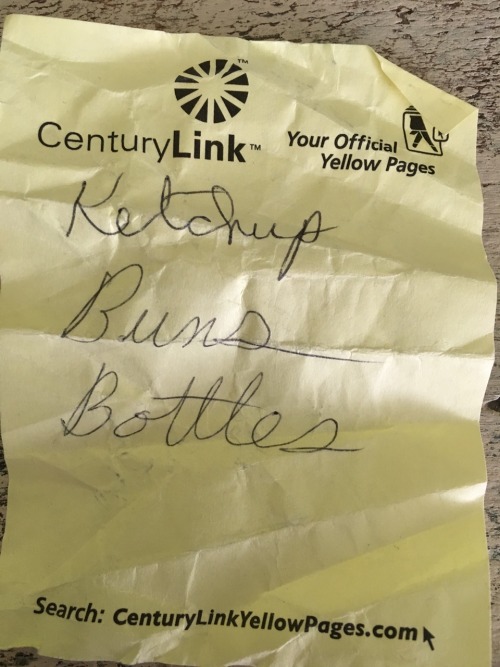 CenturyLink™
Your Official
Yellow Pages
Ketchup
Buns
Bottles
Search: CenturyLinkYellowPages.com